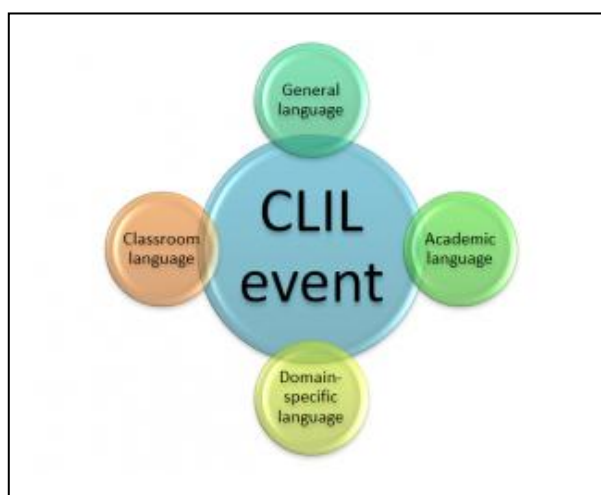 General
language
CLIL
event
Classroom
language
Academic
language
Domain-
specific
language